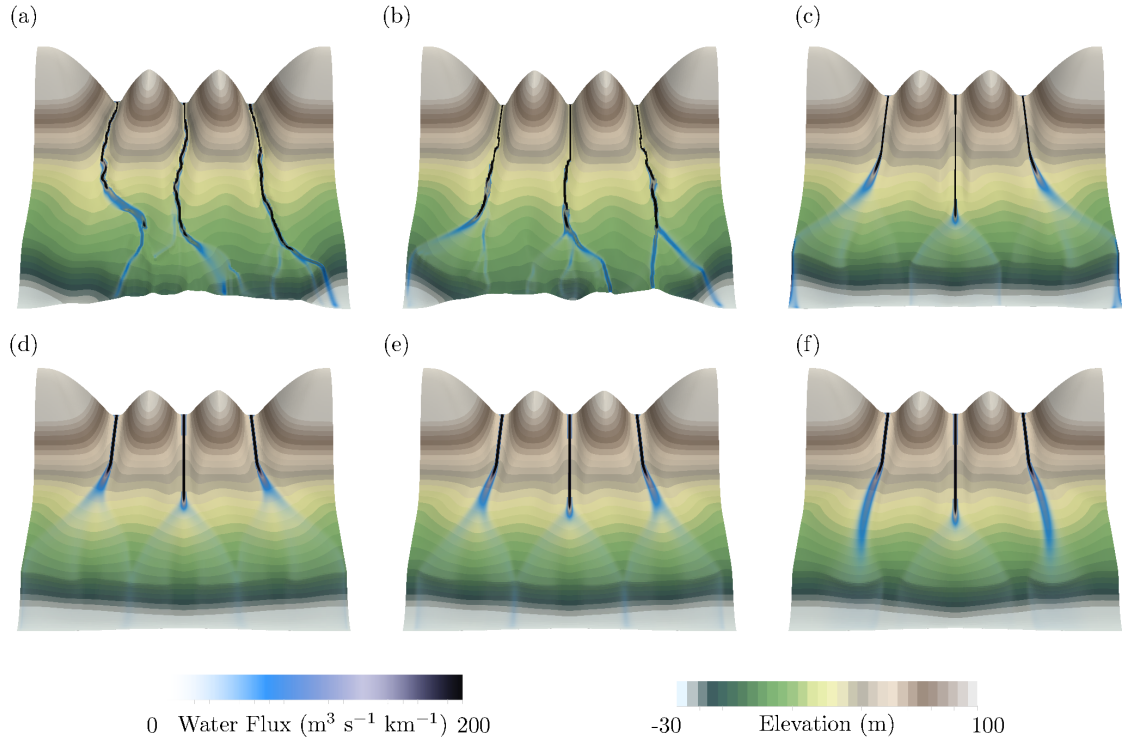 (a)
(b)
(c)
(d)
(e)
(f)
0 Water Flux (m³ s⁻¹ km⁻¹) 200
-30 Elevation (m) 100